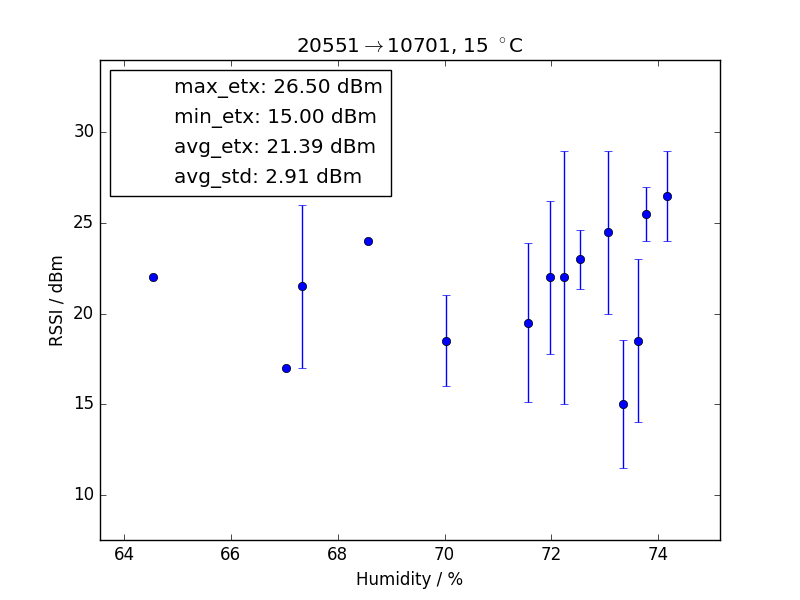 20551→10701, 15 °C
max_etx: 26.50 dBm
min_etx: 15.00 dBm
avg_etx: 21.39 dBm
avg_std: 2.91 dBm
RSSI / dBm
30
25
20
15
10
64 66 68 70 72 74
Humidity / %